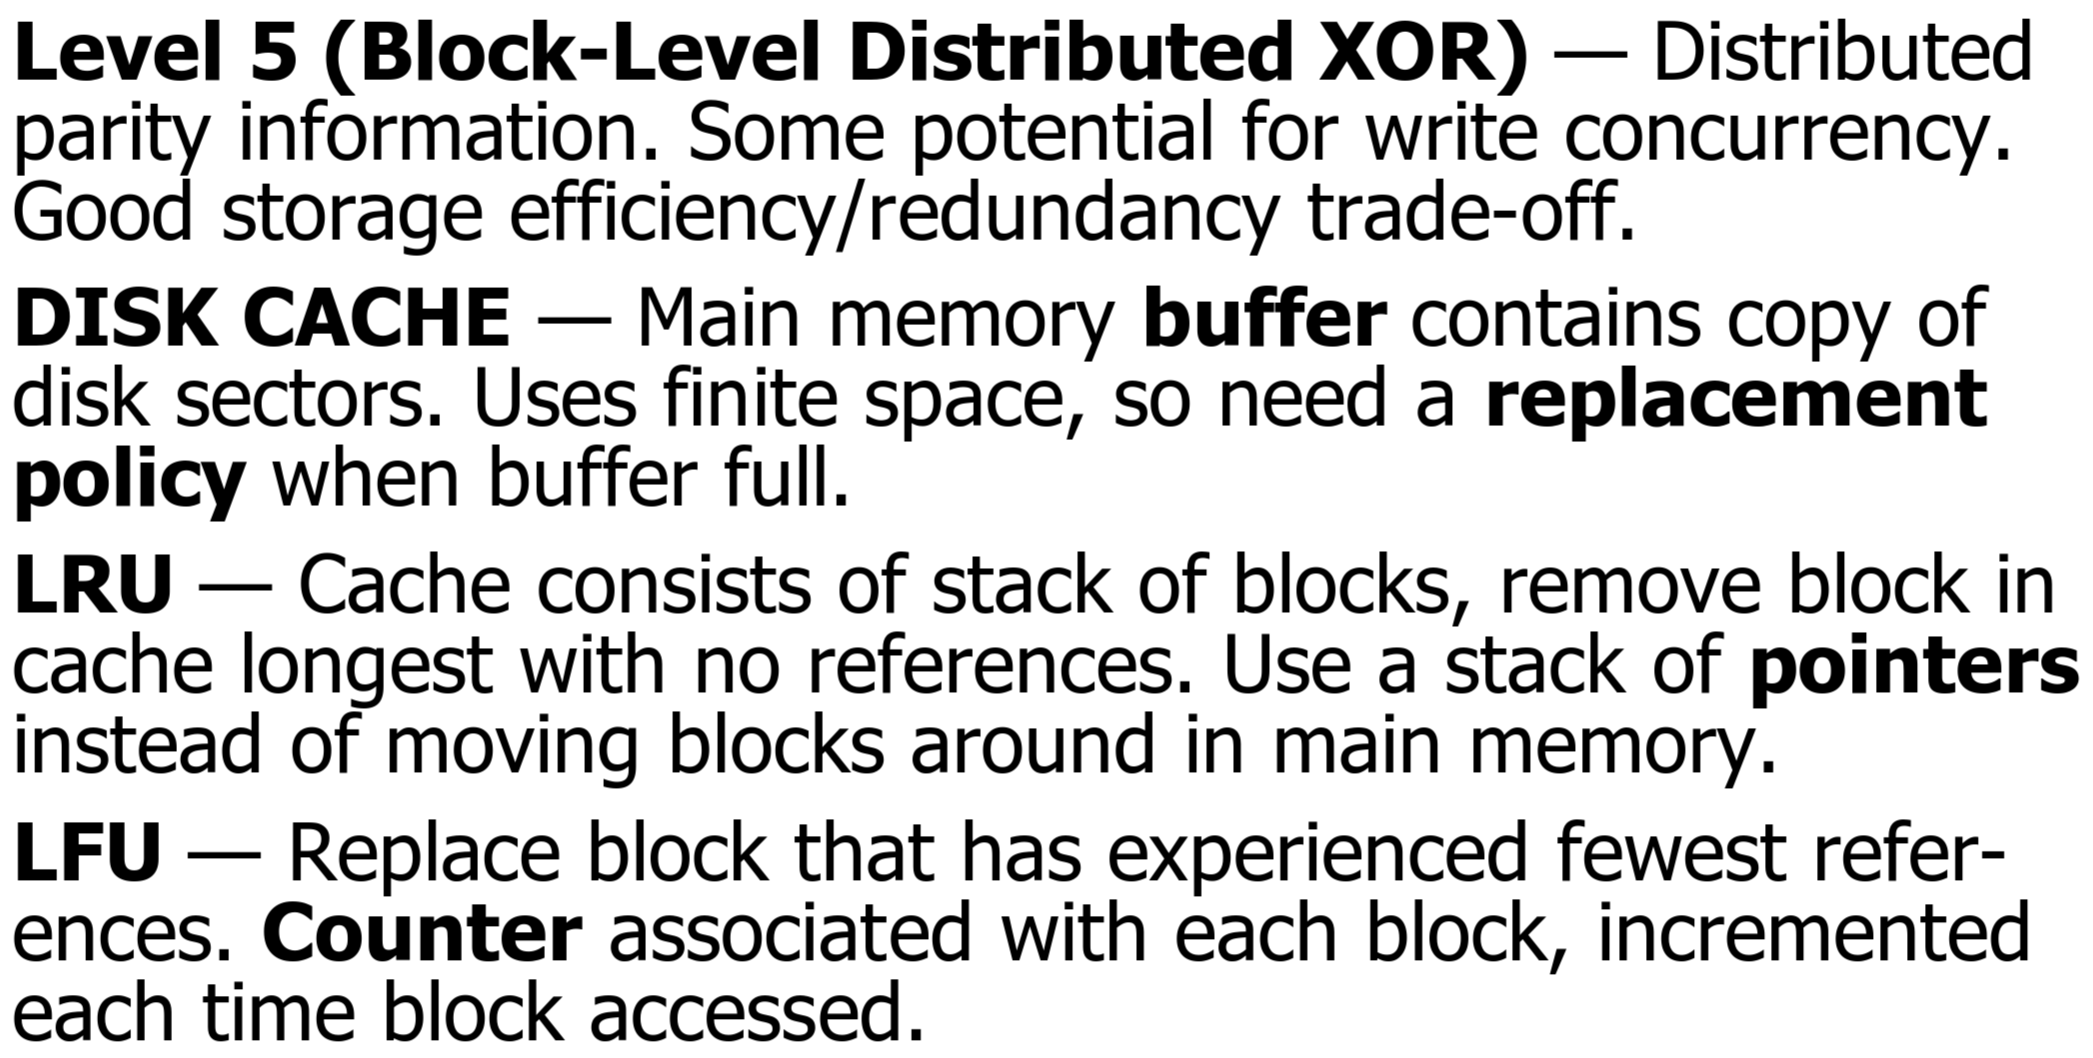 Level 5 (Block-Level Distributed XOR) — Distributed
parity information. Some potential for write concurrency.
Good storage efficiency/redundancy trade-off.
DISK CACHE — Main memory buffer contains copy of
disk sectors. Uses finite space, so need a replacement
policy when buffer full.
LRU — Cache consists of stack of blocks, remove block in
cache longest with no references. Use a stack of pointers
instead of moving blocks around in main memory.
LFU — Replace block that has experienced fewest refer-
ences. Counter associated with each block, incremented
each time block accessed.